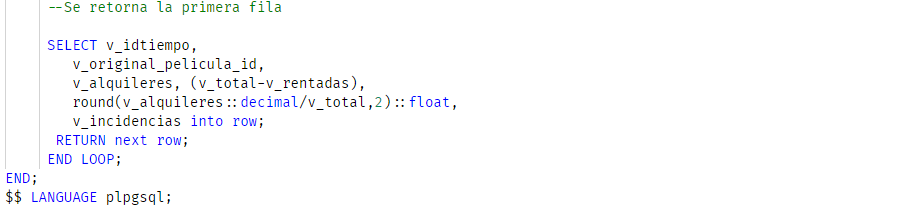 --Se retorna la primera fila
SELECT v_idtiempo,
v_original_pelicula_id,
v_alquileres, (v_total-v_rentadas),
round(v_alquileres::decimal/v_total,2)::float,
v_incidencias into row;
RETURN next row;
END LOOP;
END;
$$ LANGUAGE plpgsql;